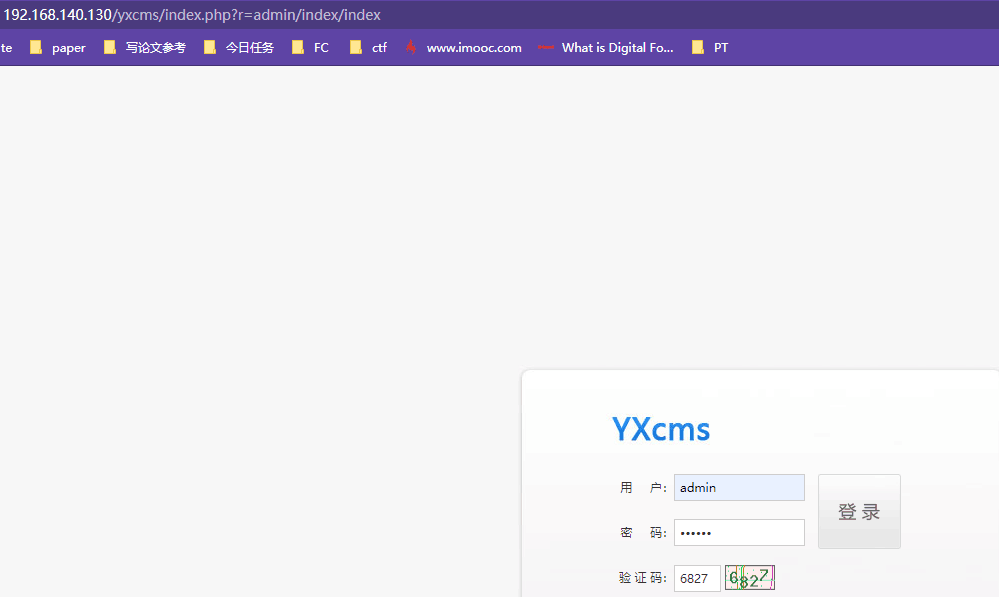 192.168.140.130/yxcms/index.php?r=admin/index/index
te paper 写论文参考 今日任务 FC ctf www.imooc.com What is Digital Fo... PT
YXcms
用 户: admin
登 录
密 码: ••••••
验证码: 6827 6827